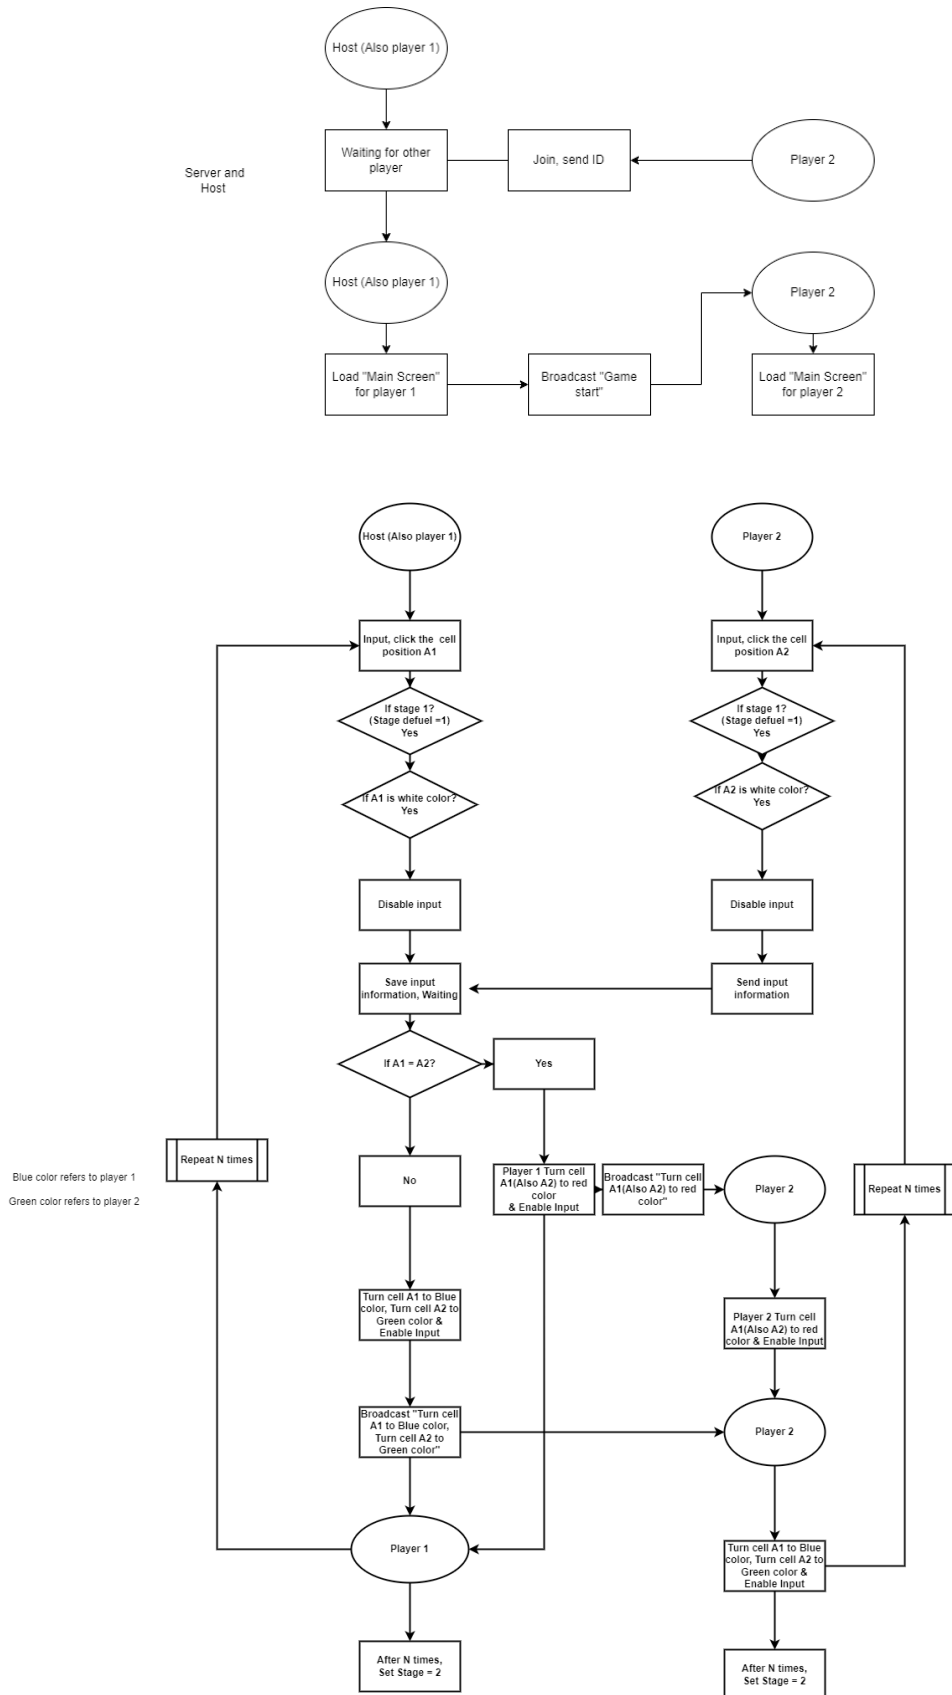 Host (Also player 1)
Waiting for other
player
Join, send ID
Player 2
Server and
Host
Host (Also player 1)
Player 2
Load "Main Screen"
for player 1
Broadcast "Game
start"
Load "Main Screen"
for player 2
Host (Also player 1)
Player 2
Input, click the cell
position A1
Input, click the cell
position A2
If stage 1?
(Stage defuel =1)
Yes
If stage 1?
(Stage defuel =1)
Yes
If A1 is white color?
Yes
If A2 is white color?
Yes
Disable input
Disable input
Save input
information, Waiting
Send input
information
If A1 = A2?
Yes
Repeat N times
Blue color refers to player 1
Green color refers to player 2
No
Player 1 Turn cell
A1(Also A2) to red
color
& Enable Input
Broadcast "Turn cell
A1(Also A2) to red
color"
Player 2
Repeat N times
Turn cell A1 to Blue
color, Turn cell A2 to
Green color &
Enable Input
Player 2 Turn cell
A1(Also A2) to red
color & Enable Input
Broadcast "Turn cell
A1 to Blue color,
Turn cell A2 to
Green color"
Player 2
Player 1
Turn cell A1 to Blue
color, Turn cell A2 to
Green color &
Enable Input
After N times,
Set Stage = 2
After N times,
Set Stage = 2